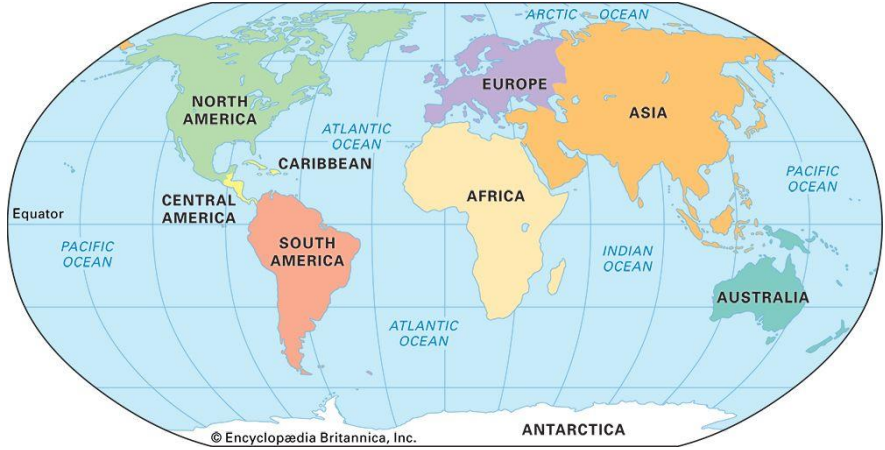 ARCTIC OCEAN
EUROPE
ASIA
NORTH
AMERICA
ATLANTIC
OCEAN
CARIBBEAN
PACIFIC
OCEAN
AFRICA
CENTRAL
AMERICA
Equator
SOUTH
AMERICA
PACIFIC
OCEAN
INDIAN
OCEAN
AUSTRALIA
ATLANTIC
OCEAN
ANTARCTICA
© Encyclopædia Britannica, Inc.